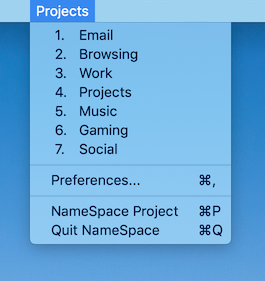 Projects
1. Email
2. Browsing
3. Work
4. Projects
5. Music
6. Gaming
7. Social
Preferences... ⌘,
NameSpace Project ⌘P
Quit NameSpace ⌘Q